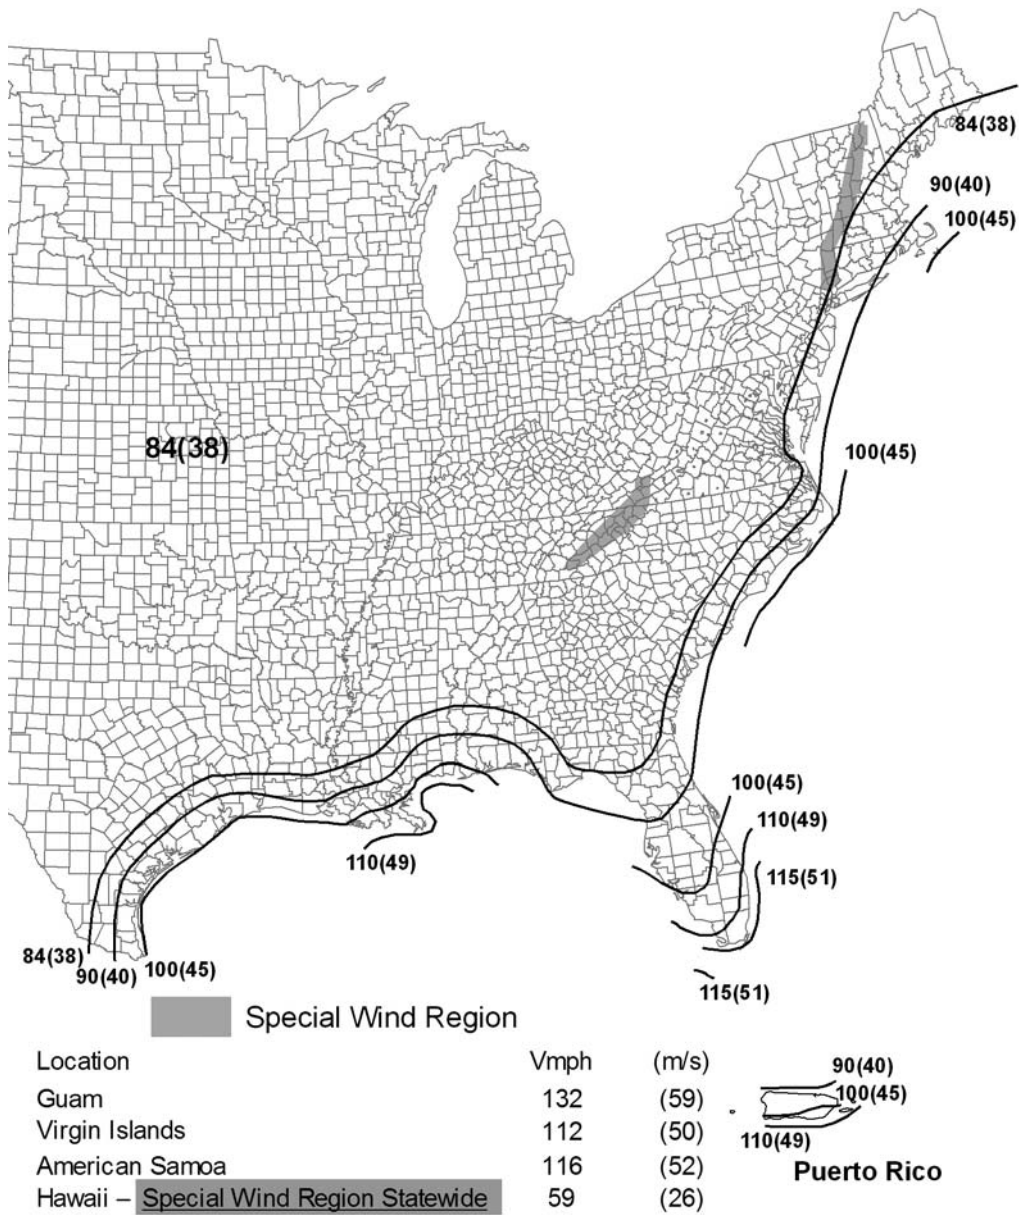 84(38)
90(40)
100(45)
84(38)
100(45)
100(45)
110(49)
110(49)
115(51)
84(38)
90(40)
100(45)
115(51)
Special Wind Region
Location Vmph (m/s)
Guam 132 (59)
Virgin Islands 112 (50)
American Samoa 116 (52)
Hawaii – Special Wind Region Statewide 59 (26)
90(40)
100(45)
110(49)
Puerto Rico